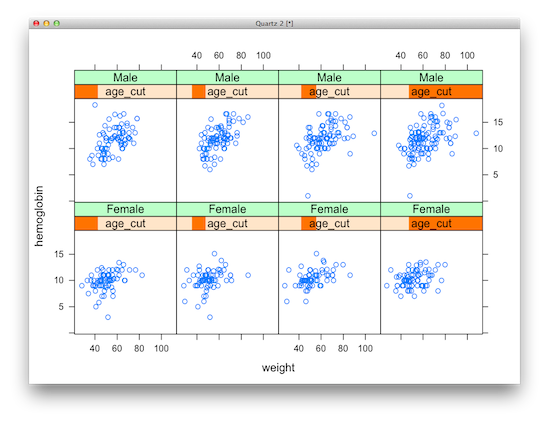 Quartz 2 [*]
40 60 80 100 40 60 80 100
Male Male Male Male
age_cut age_cut age_cut age_cut
15
10
5
hemoglobin
Female Female Female Female
age_cut age_cut age_cut age_cut
15
10
5
40 60 80 100 40 60 80 100
weight